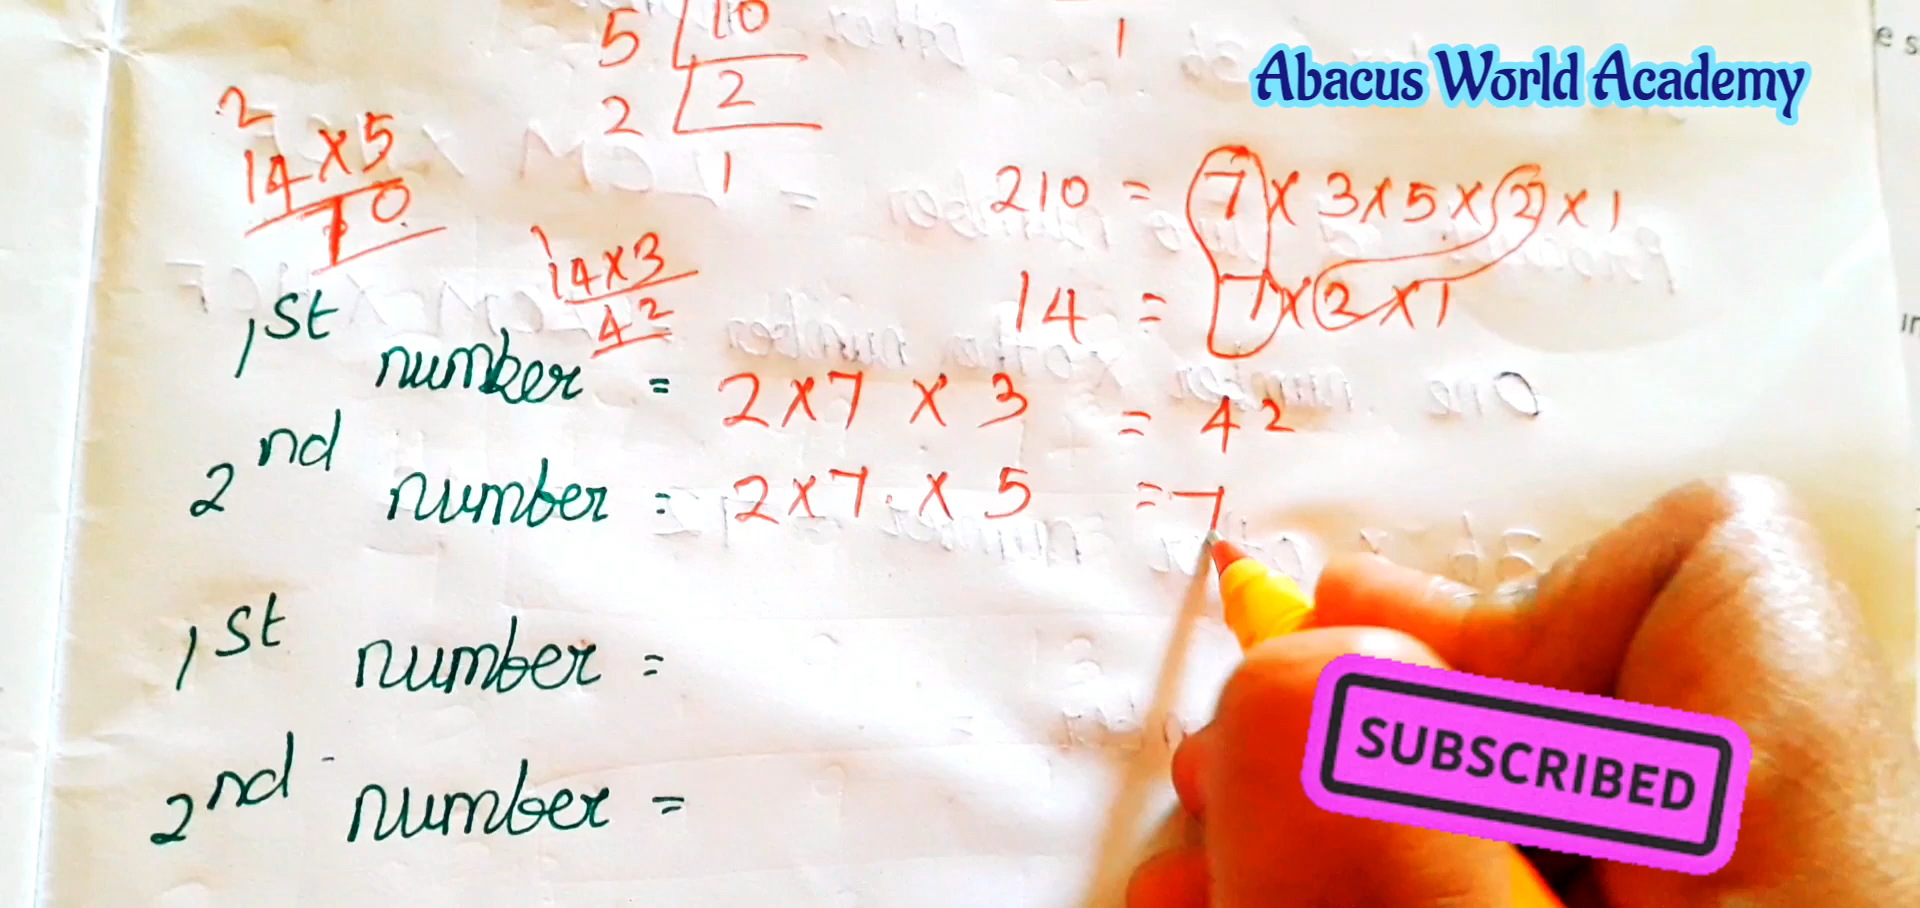 5 10
2 2
1
1
Abacus World Academy
2
14 × 5
70
1
14 × 3
42
210 = 7 × 3 × 5 × 2 × 1
14 = 7 × 2 × 1
1st number = 2 × 7 × 3 = 42
2nd number = 2 × 7 × 5 = 7
1st number =
2nd number =
SUBSCRIBED